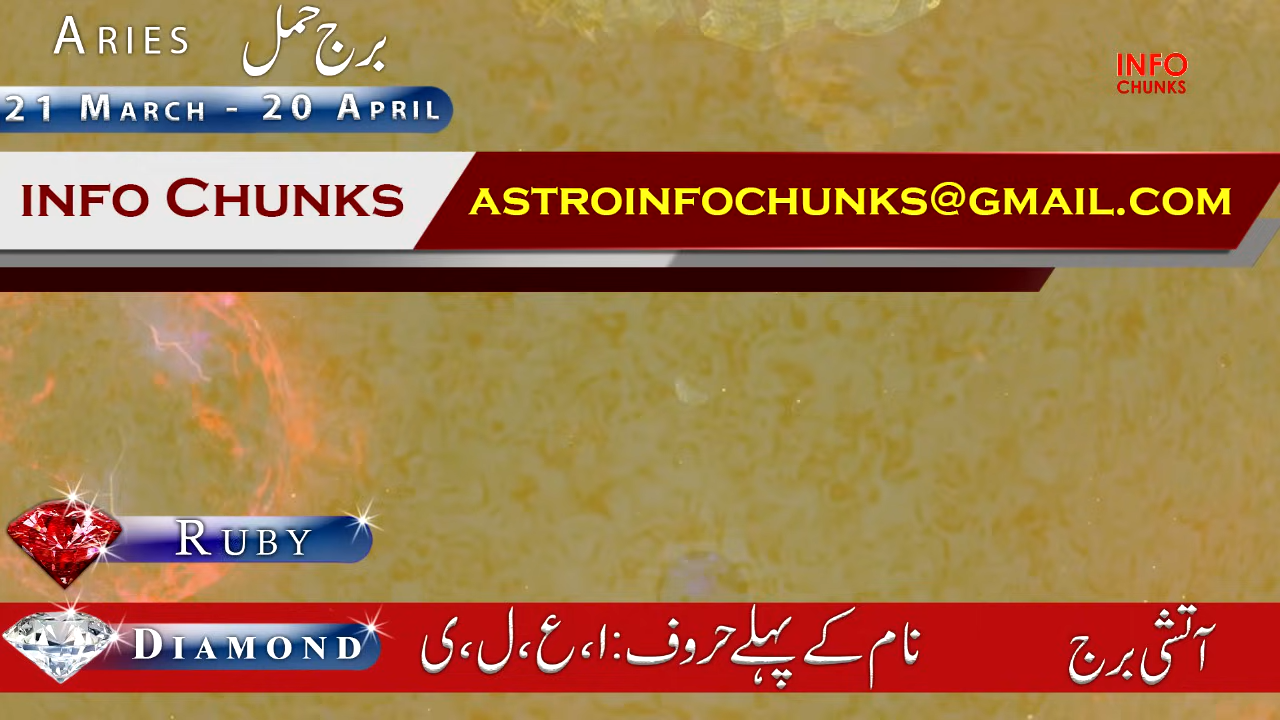 ARIES برج حمل
21 MARCH - 20 APRIL
INFO
CHUNKS
INFO CHUNKS ASTROINFOCHUNKS@GMAIL.COM
RUBY
DIAMOND
نام کے پہلے حروف: ا، ع، ل، ی
آتشی برج